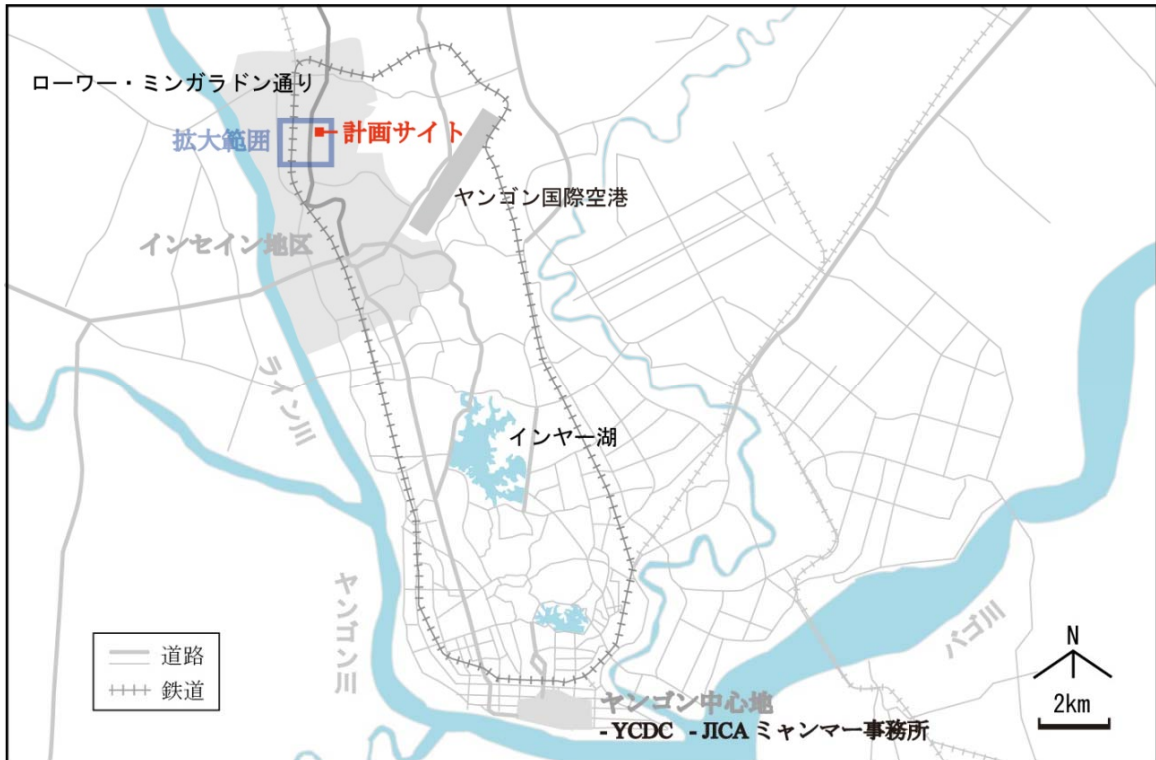 ローワー・ミンガラドン通り
拡大範囲
計画サイト
ヤンゴン国際空港
インセイン地区
ライン川
インヤー湖
ヤンゴン川
バゴ川
道路
鉄道
ヤンゴン中心地
- YCDC - JICA ミャンマー事務所
N
2km